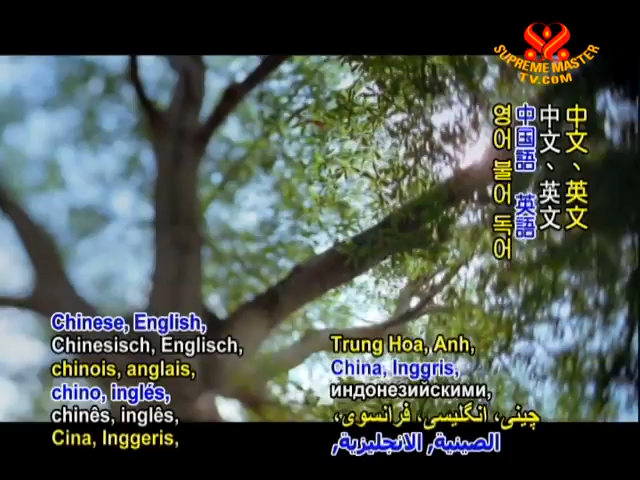 SUPREME MASTER
TV.COM
中文、英文
中文、英文
中国語 英語
영어 불어 독어
Chinese, English,
Chinesisch, Englisch,
chinois, anglais,
chino, inglés,
chinês, inglês,
Cina, Inggeris,
Trung Hoa, Anh,
China, Inggris,
индонезийскими,
چینی، انگلیسی، فرانسوی،
الصينية, الانجليزية,